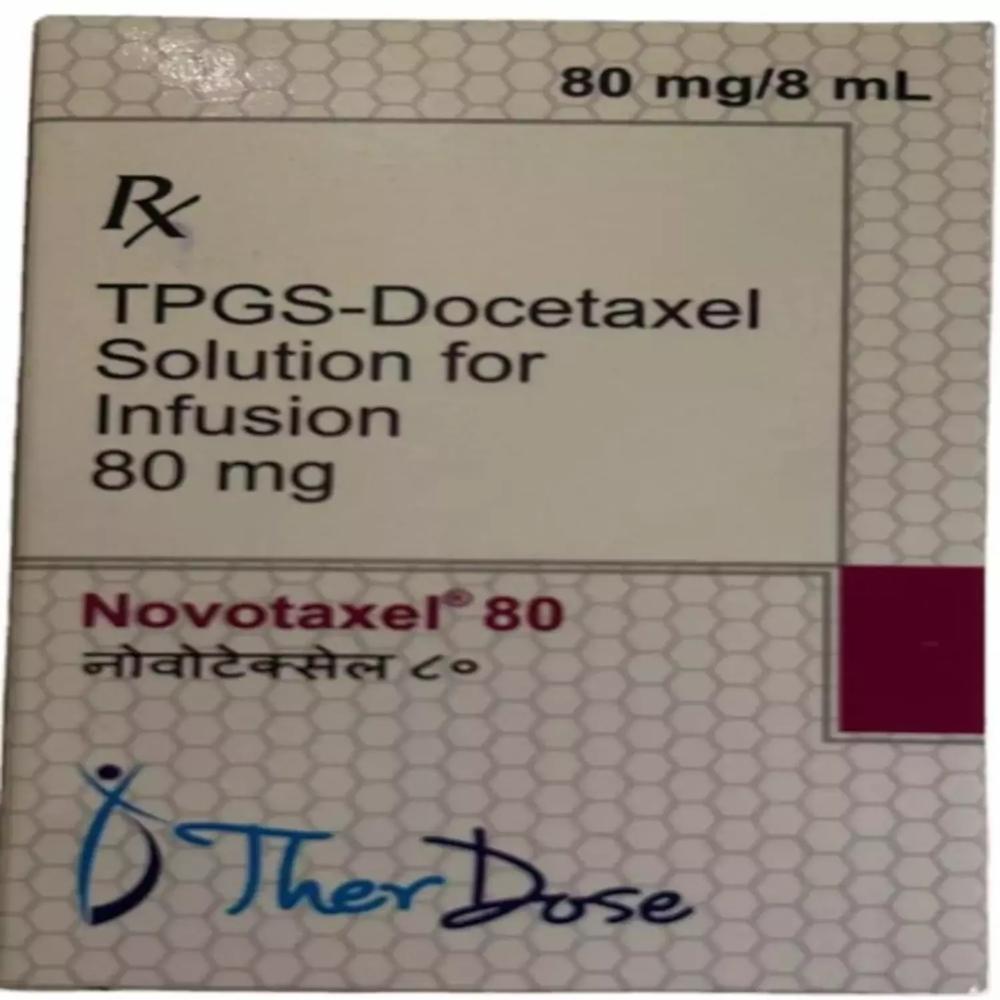 80 mg/8 mL
Rx
TPGS-Docetaxel
Solution for
Infusion
80 mg
Novotaxel® 80
नोवोटेक्सेल ८०
TherDose